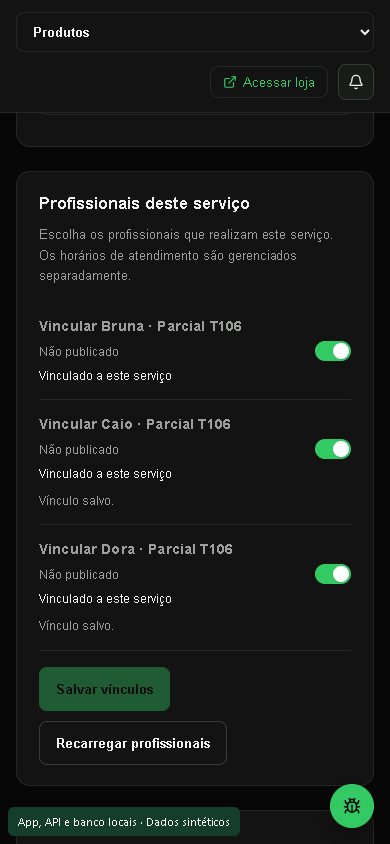 Produtos
Acessar loja
Profissionais deste serviço
Escolha os profissionais que realizam este serviço.
Os horários de atendimento são gerenciados
separadamente.
Vincular Bruna · Parcial T106
Não publicado
Vinculado a este serviço
Vincular Caio · Parcial T106
Não publicado
Vinculado a este serviço
Vínculo salvo.
Vincular Dora · Parcial T106
Não publicado
Vinculado a este serviço
Vínculo salvo.
Salvar vínculos
Recarregar profissionais
App, API e banco locais · Dados sintéticos